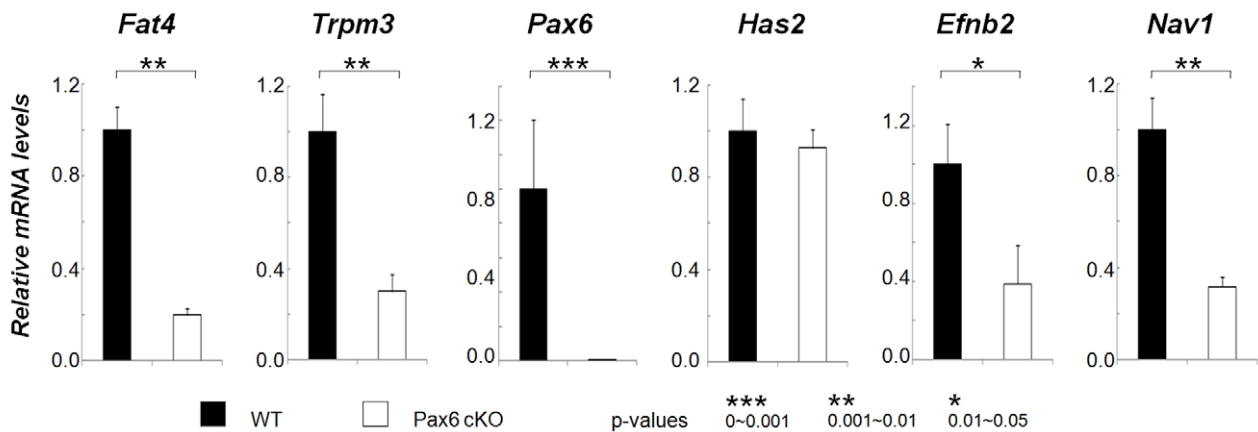 Fat4 Trpm3 Pax6 Has2 Efnb2 Nav1
** ** *** * **
Relative mRNA levels
1.2 1.2 1.2 1.2 1.2 1.2
0.8 0.8 0.8 0.8 0.8 0.8
0.4 0.4 0.4 0.4 0.4 0.4
0.0 0.0 0.0 0.0 0.0 0.0
WT Pax6 cKO p-values
*** ** *
0~0.001 0.001~0.01 0.01~0.05